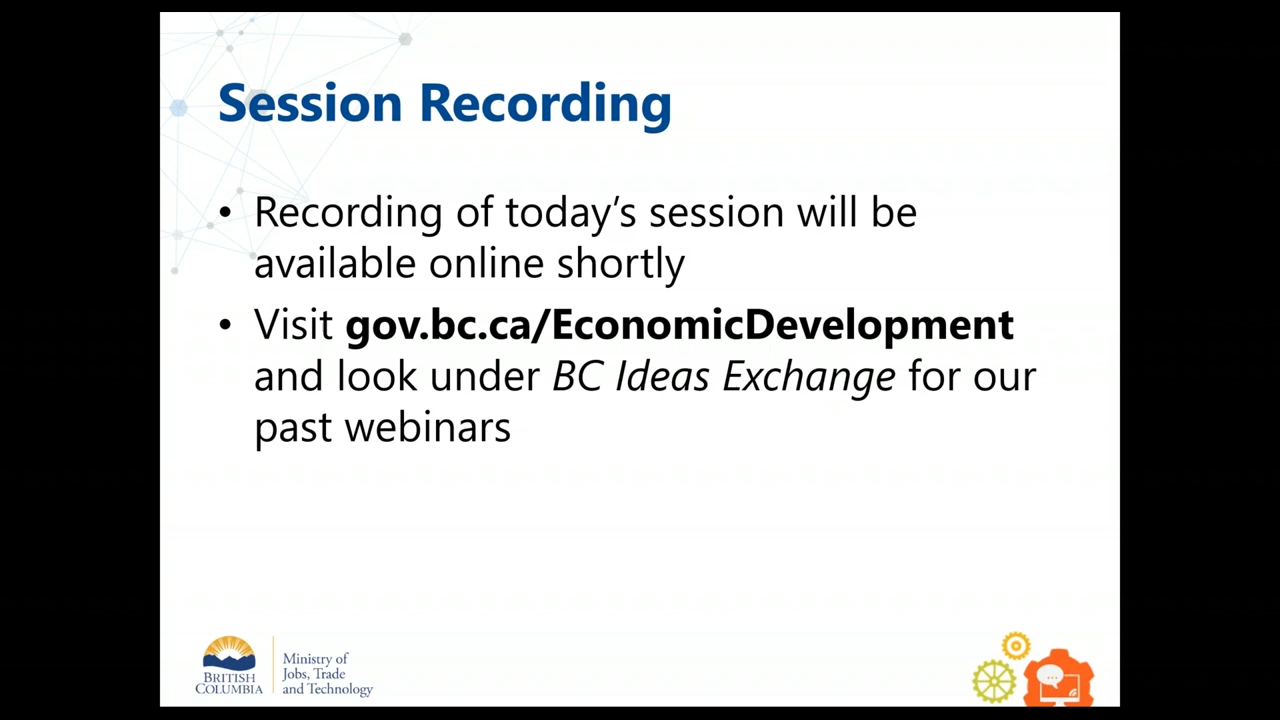 Session Recording
• Recording of today's session will be
available online shortly
• Visit gov.bc.ca/EconomicDevelopment
and look under BC Ideas Exchange for our
past webinars
BRITISH
COLUMBIA
Ministry of
Jobs, Trade
and Technology